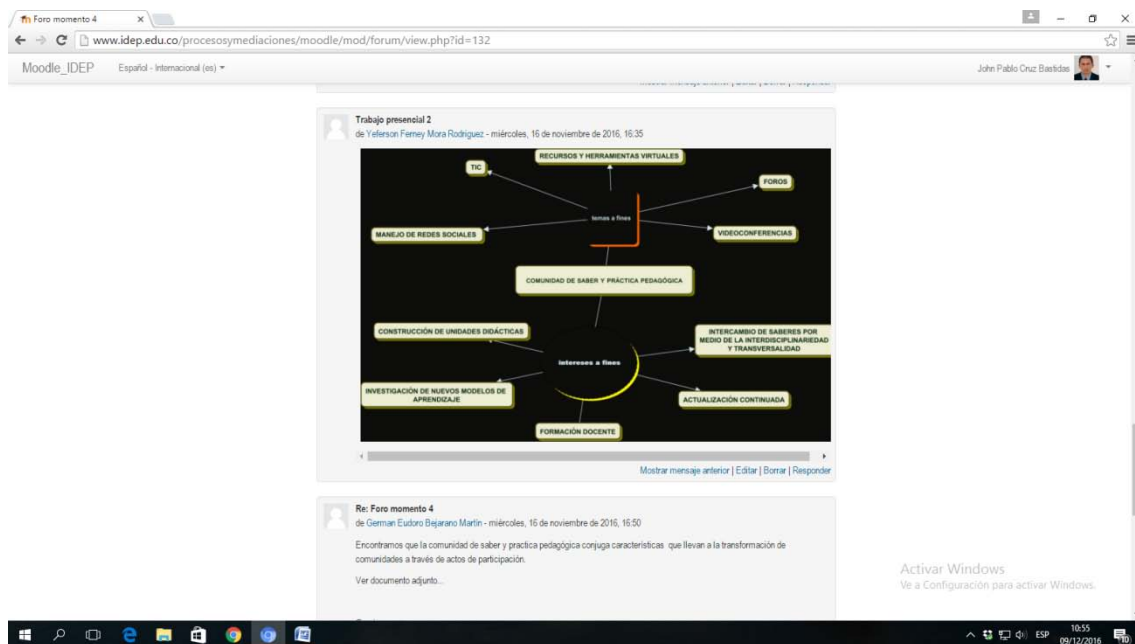 Foro momento 4
www.idep.edu.co/procesosymediaciones/moodle/mod/forum/view.php?id=132
Moodle_IDEP Español - Internacional (es) John Pablo Cruz Bastidas
Trabajo presencial 2
de Yeferson Ferney Mora Rodriguez - miércoles, 16 de noviembre de 2016, 16:35
RECURSOS Y HERRAMIENTAS VIRTUALES
TIC
FOROS
temas a fines
MANEJO DE REDES SOCIALES
VIDEOCONFERENCIAS
COMUNIDAD DE SABER Y PRÁCTICA PEDAGÓGICA
CONSTRUCCIÓN DE UNIDADES DIDÁCTICAS
INTERCAMBIO DE SABERES POR
MEDIO DE LA INTERDISCIPLINARIEDAD
Y TRANSVERSALIDAD
intereses a fines
INVESTIGACIÓN DE NUEVOS MODELOS DE
APRENDIZAJE
ACTUALIZACIÓN CONTINUADA
FORMACIÓN DOCENTE
Mostrar mensaje anterior | Editar | Borrar | Responder
Re: Foro momento 4
de German Eudoro Bejarano Martín - miércoles, 16 de noviembre de 2016, 16:50
Encontramos que la comunidad de saber y practica pedagógica conjuga características que llevan a la transformación de
comunidades a través de actos de participación.
Ver documento adjunto...
Activar Windows
Ve a Configuración para activar Windows.
ESP
10:55
09/12/2016